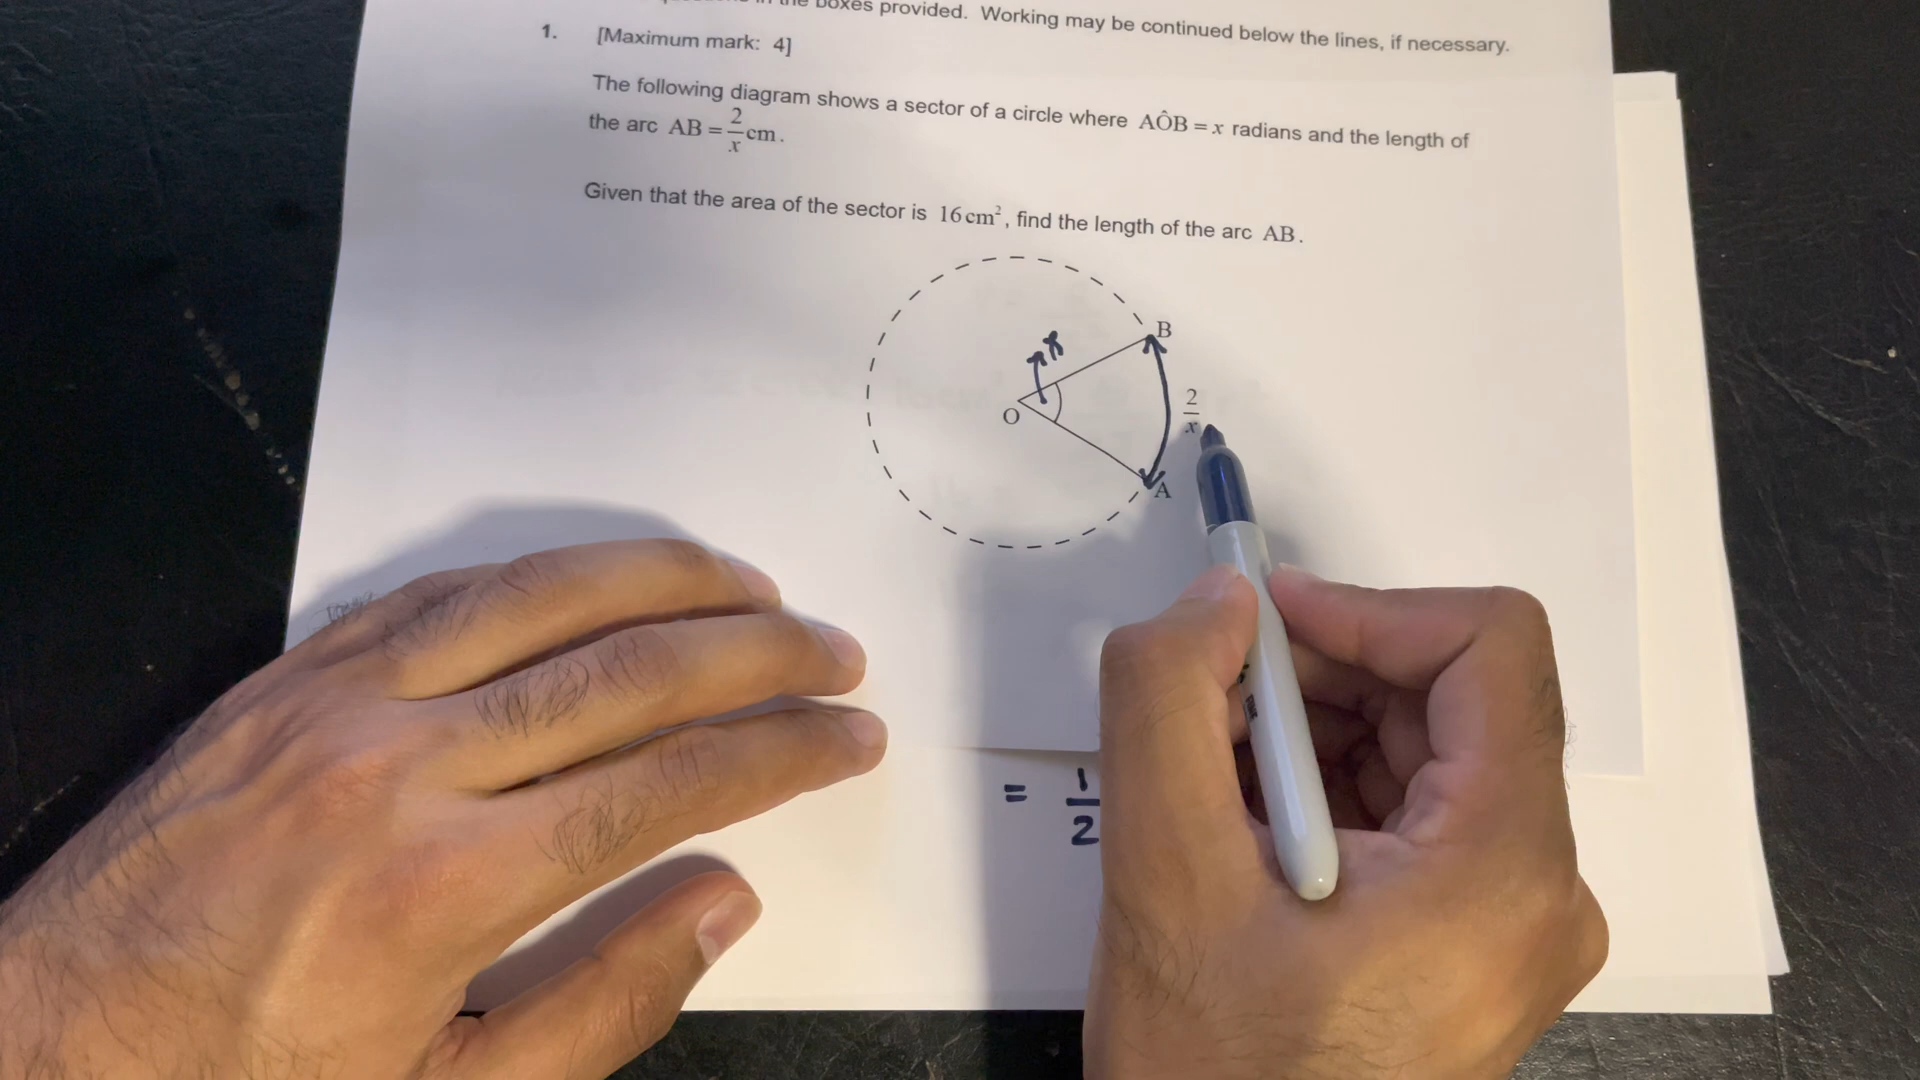 in the boxes provided. Working may be continued below the lines, if necessary.
1. [Maximum mark: 4]
The following diagram shows a sector of a circle where AÔB = x radians and the length of
the arc AB = 2/x cm.
Given that the area of the sector is 16 cm², find the length of the arc AB.
B
x
2/x
O
A
= 1/2